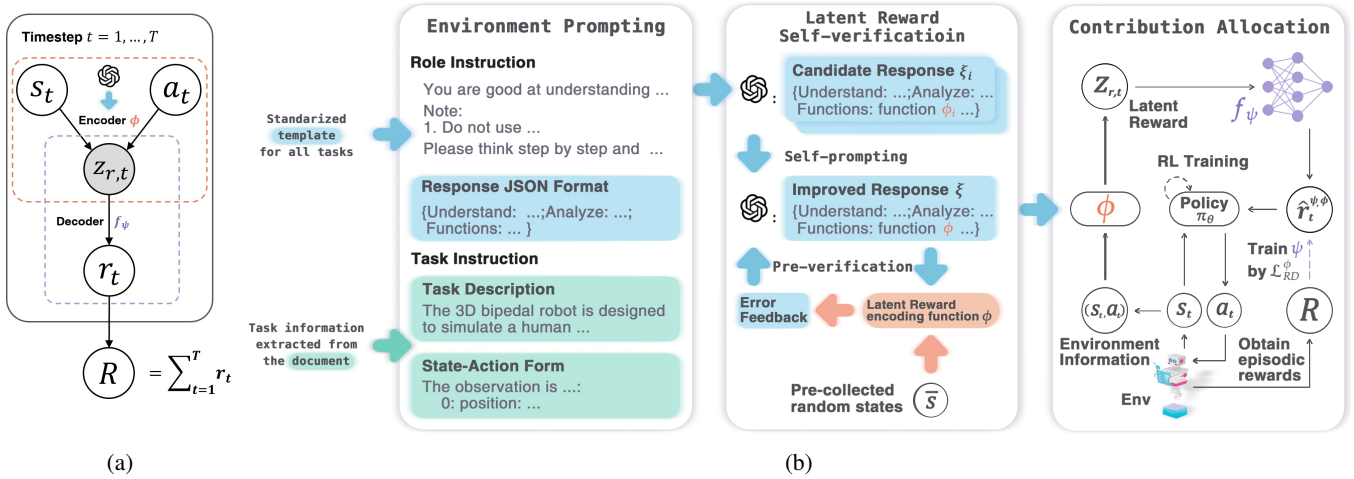 Timestep t = 1, ..., T
s_t
a_t
Encoder ϕ
z_{r,t}
Decoder f_ψ
r_t
R = ∑_{t=1}^{T} r_t
(a)
Standarized
template
for all tasks
Task information
extracted from
the document
Environment Prompting
Role Instruction
You are good at understanding ...
Note:
1. Do not use ...
Please think step by step and ...
Response JSON Format
{Understand: ...;Analyze: ...;
Functions: ... }
Task Instruction
Task Description
The 3D bipedal robot is designed
to simulate a human ...
State-Action Form
The observation is ...:
0: position: ...
Latent Reward
Self-verificatioin
:
Candidate Response ξ_i
{Understand: ...;Analyze: ...
Functions: function ϕ_i ...}
Self-prompting
:
Improved Response ξ
{Understand: ...;Analyze: ...
Functions: function ϕ ...}
Pre-verification
Error
Feedback
Latent Reward
encoding function ϕ
Pre-collected
random states
s̅
Contribution Allocation
z_{r,t}
Latent
Reward
f_ψ
RL Training
ϕ
Policy
π_θ
r̂_t^{ψ,ϕ}
Train ψ
by ℒ_{RD}^ϕ
(s_t, a_t)
s_t
a_t
R
Environment
Information
Obtain
episodic
rewards
Env
(b)